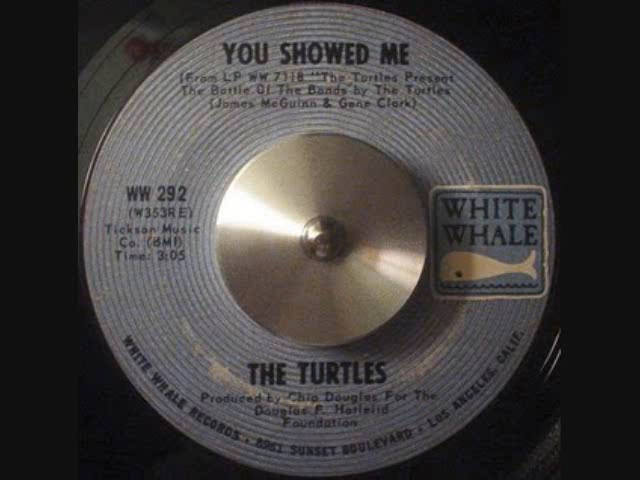 YOU SHOWED ME
(From LP WW 7118 "The Turtles Present
The Battle Of The Bands by The Turtles
(James McGuinn & Gene Clark)
WW 292
(W353RE)
Tickson Music
Co. (BMI)
Time: 3:05
WHITE
WHALE
THE TURTLES
Produced by Chip Douglas For The
Douglas F. Hatlelid
Foundation
WHITE WHALE RECORDS • 8961 SUNSET BOULEVARD • LOS ANGELES, CALIF.